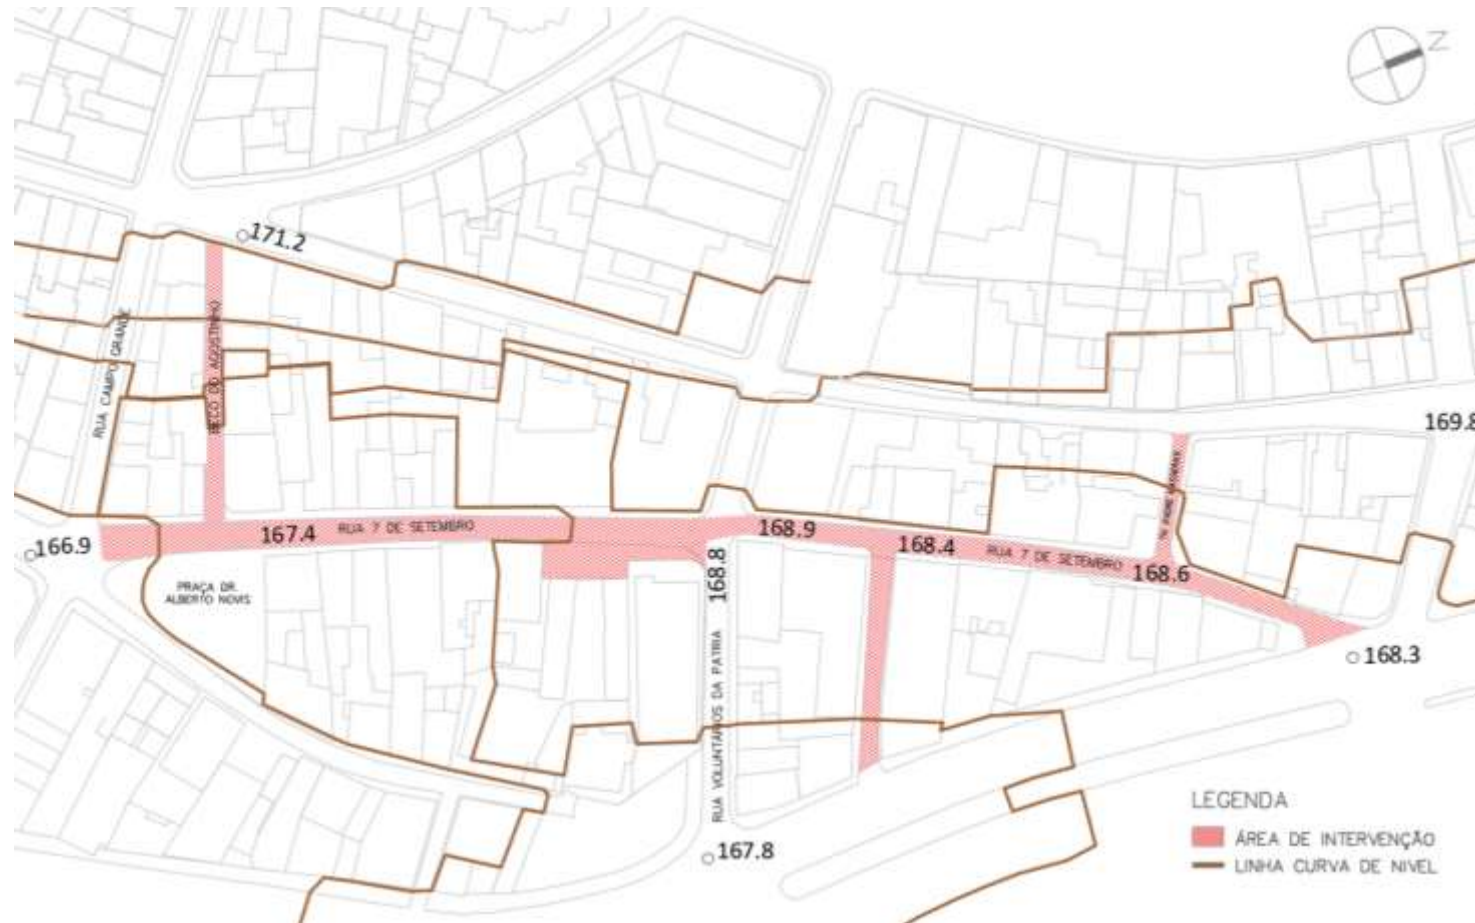 N
171.2
RUA CAMPO GRANDE
BECO DO AGOSTINHO
169.8
TV.
166.9
167.4
RUA 7 DE SETEMBRO
168.9
168.4
RUA 7 DE SETEMBRO
168.6
168.8
PRAÇA DR.
ALBERTO NOVIS
RUA VOLUNTÁRIOS DA PATRIA
168.3
167.8
LEGENDA
ÁREA DE INTERVENÇÃO
LINHA CURVA DE NIVEL